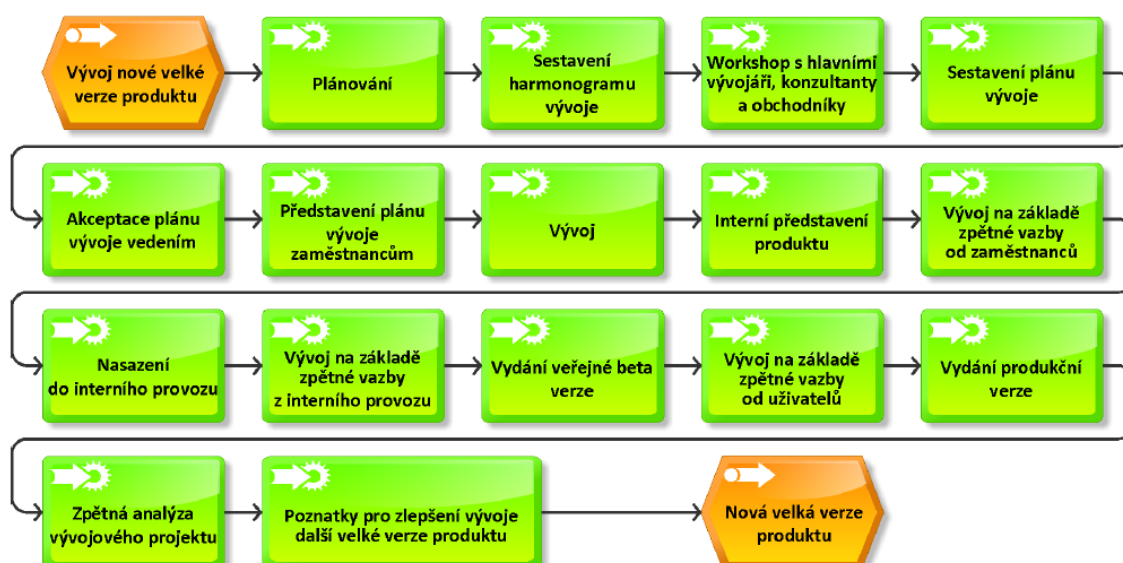 Vývoj nové velké
verze produktu
Plánování
Sestavení
harmonogramu
vývoje
Workshop s hlavními
vývojáři, konzultanty
a obchodníky
Sestavení plánu
vývoje
Akceptace plánu
vývoje vedením
Představení plánu
vývoje
zaměstnancům
Vývoj
Interní představení
produktu
Vývoj na základě
zpětné vazby
od zaměstnanců
Nasazení
do interního provozu
Vývoj na základě
zpětné vazby
z interního provozu
Vydání veřejné beta
verze
Vývoj na základě
zpětné vazby
od uživatelů
Vydání produkční
verze
Zpětná analýza
vývojového projektu
Poznatky pro zlepšení vývoje
další velké verze produktu
Nová velká verze
produktu